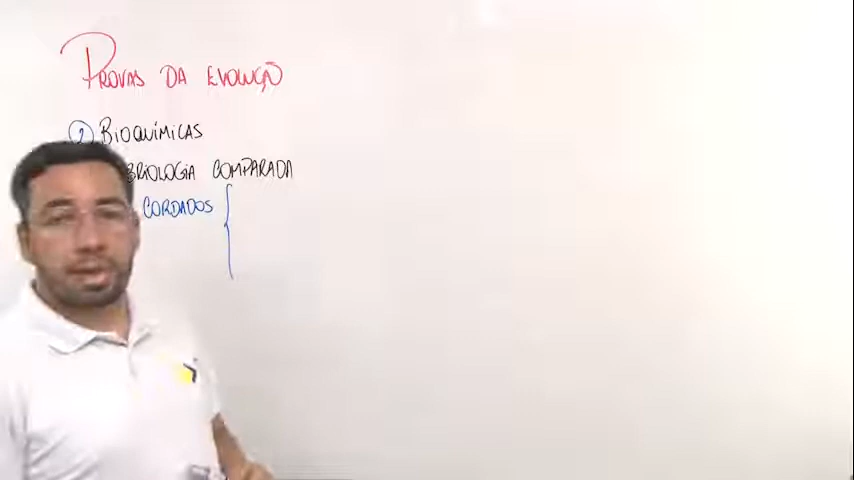 PROVAS DA EVOLUÇÃO
2 BIOQUÍMICAS
BRIOLOGIA COMPARADA
CORDADOS {